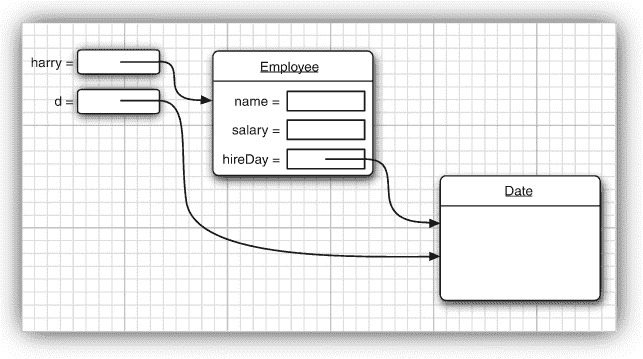 harry =
d =
Employee
name =
salary =
hireDay =
Date